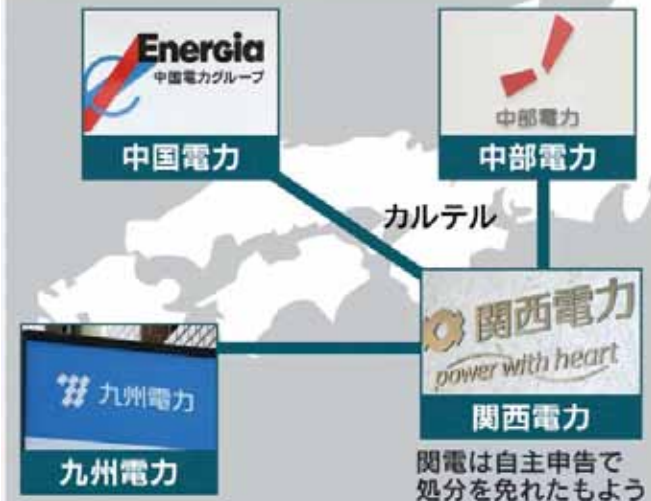 Energia
中国電力グループ
中国電力
中部電力
中部電力
カルテル
関西電力
power with heart
関西電力
九州電力
九州電力
関電は自主申告で
処分を免れたもよう